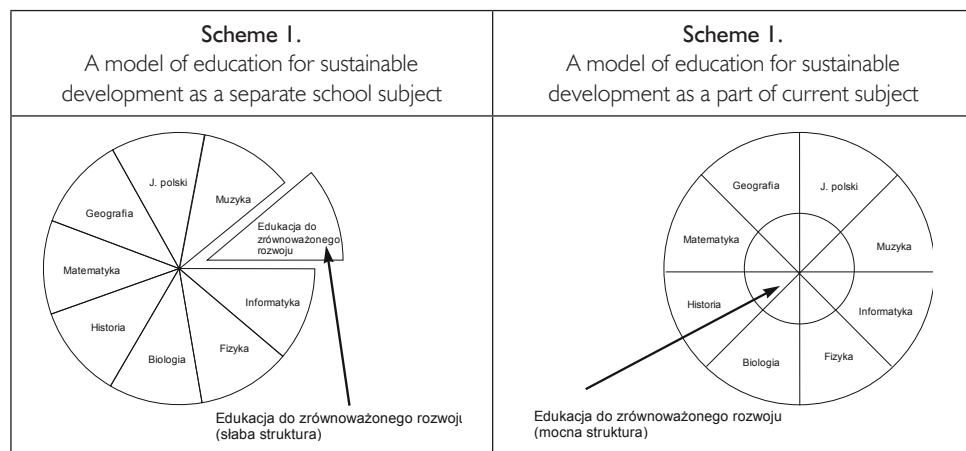 Scheme 1.
A model of education for sustainable
development as a separate school subject
Scheme 1.
A model of education for sustainable
development as a part of current subject
J. polski
Muzyka
Geografia
Edukacja do
zrównoważonego
rozwoju
Matematyka
Informatyka
Historia
Fizyka
Biologia
Edukacja do zrównoważonego rozwoju
(słaba struktura)
Geografia
J. polski
Matematyka
Muzyka
Historia
Informatyka
Biologia
Fizyka
Edukacja do zrównoważonego rozwoju
(mocna struktura)